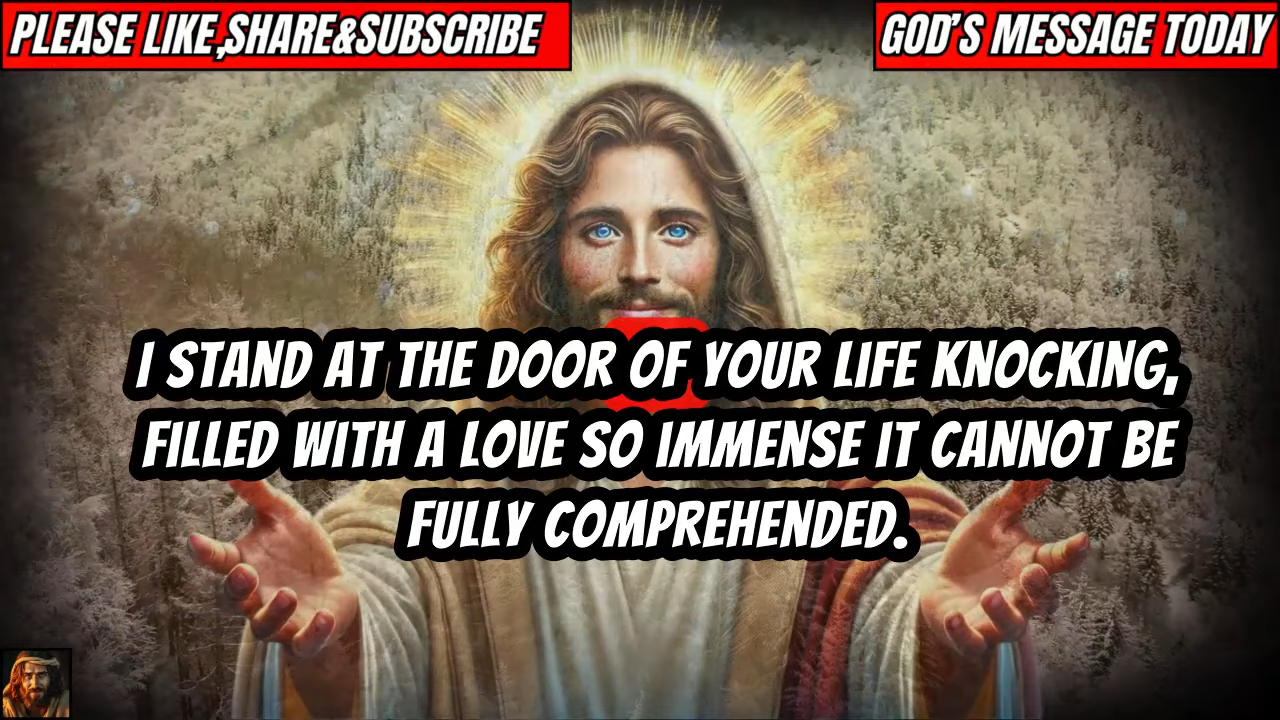 PLEASE LIKE,SHARE&SUBSCRIBE
GOD'S MESSAGE TODAY
I STAND AT THE DOOR OF YOUR LIFE KNOCKING,
FILLED WITH A LOVE SO IMMENSE IT CANNOT BE
FULLY COMPREHENDED.